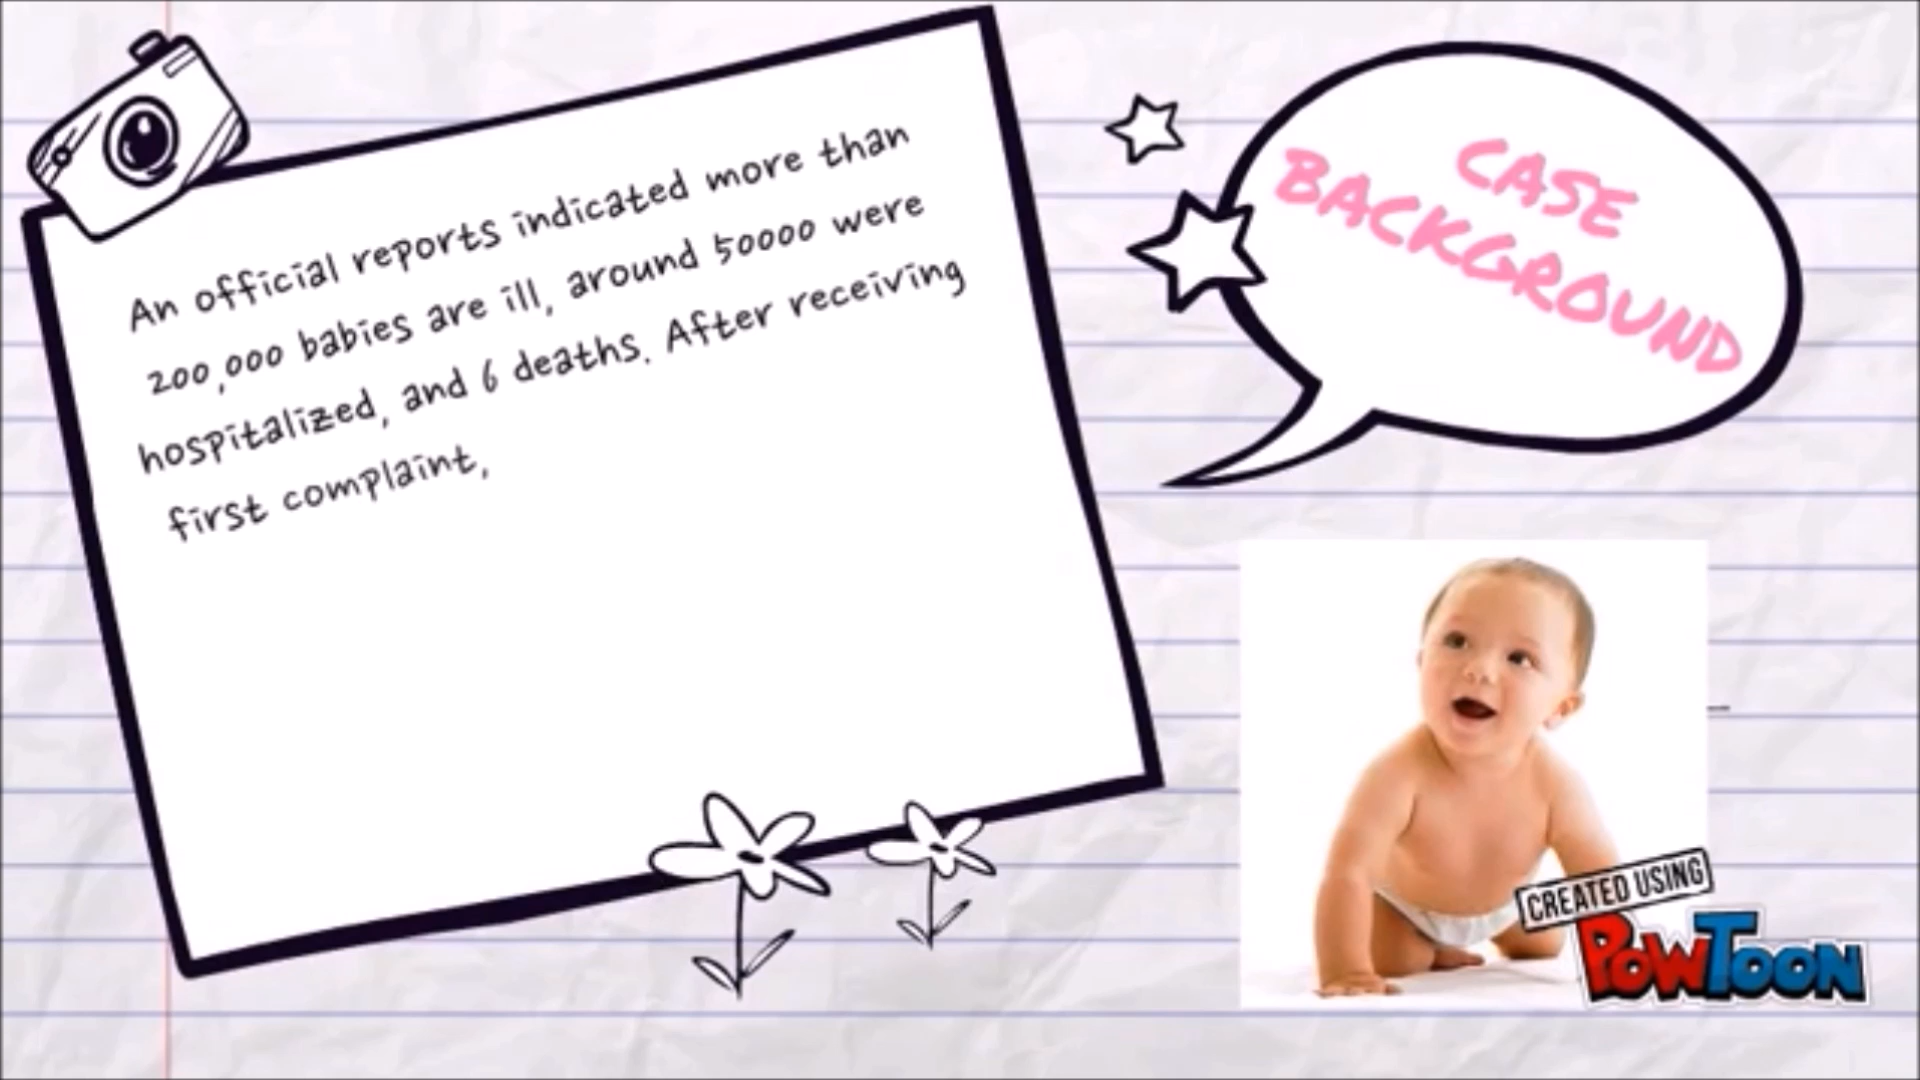 An official reports indicated more than
200,000 babies are ill, around 50000 were
hospitalized, and 6 deaths. After receiving
first complaint,
CASE
BACKGROUND
CREATED USING
POWTOON